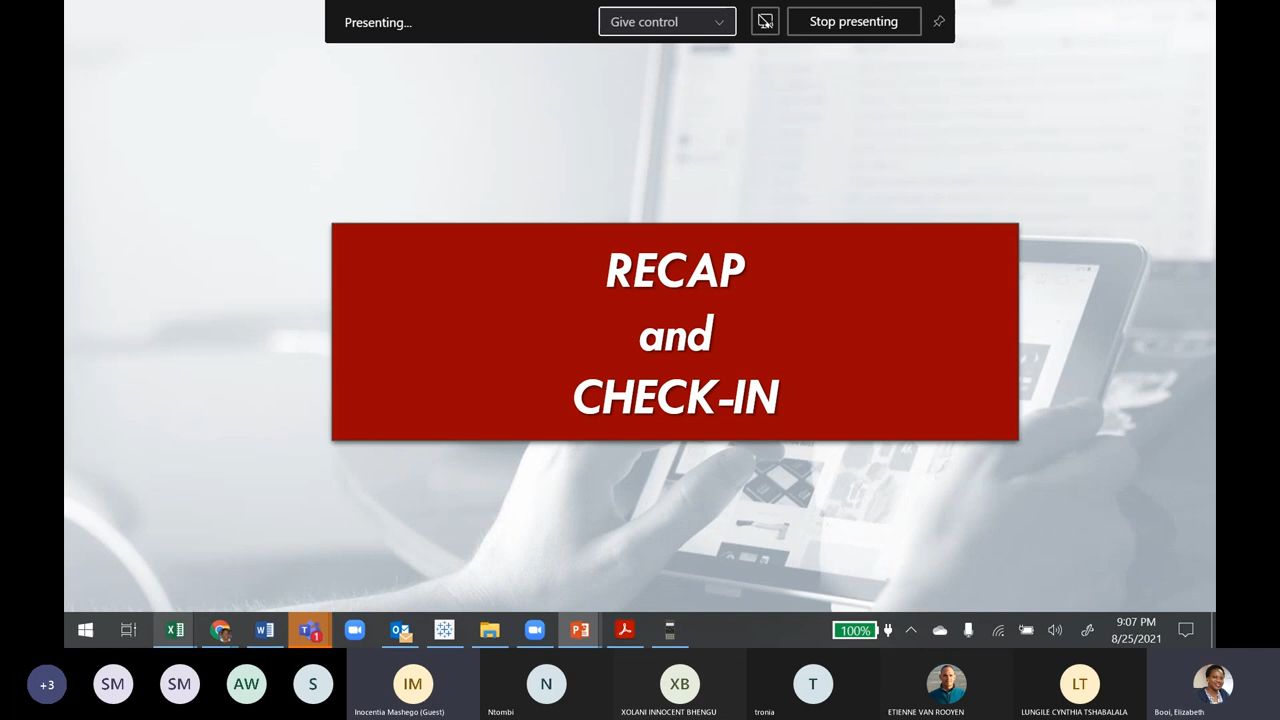 Presenting...
Give control
Stop presenting
RECAP
and
CHECK-IN
100%
9:07 PM
8/25/2021
1
+3
SM
SM
AW
S
IM
N
XB
T
LT
Inocentia Mashego (Guest)
Ntombi
XOLANI INNOCENT BHENGU
tronia
ETIENNE VAN ROOYEN
LUNGILE CYNTHIA TSHABALALA
Booi, Elizabeth